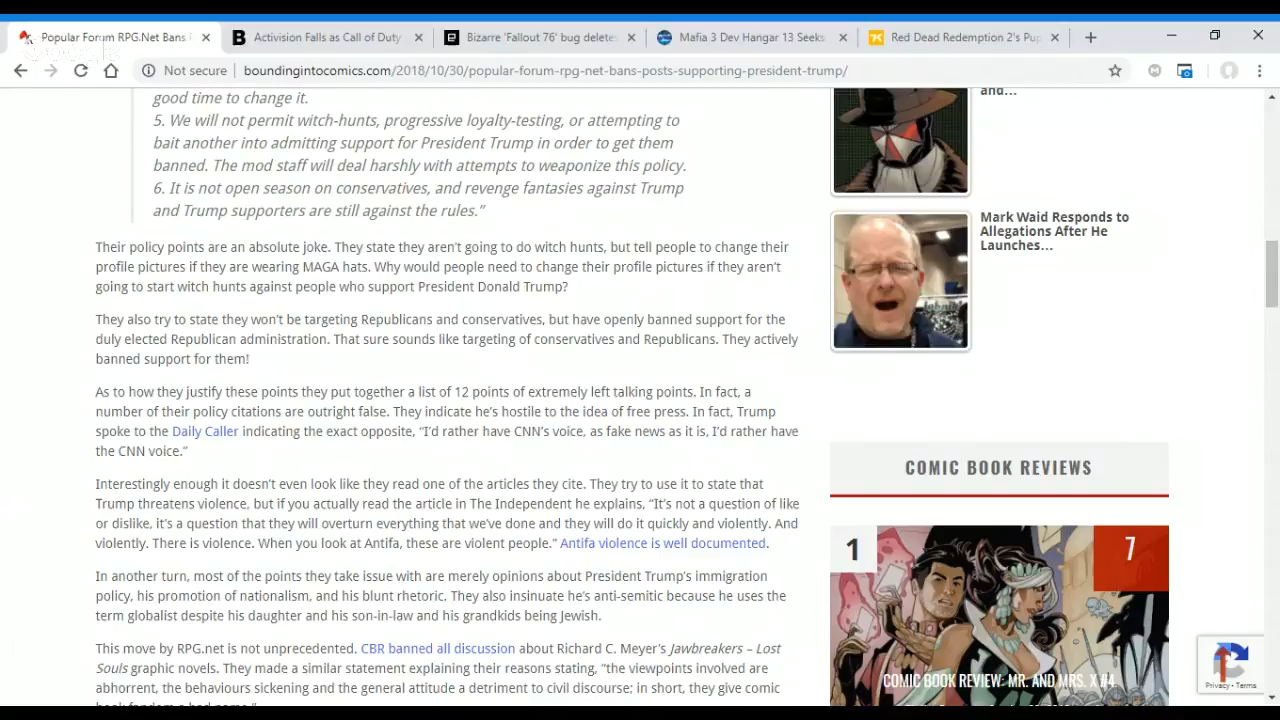 Popular Forum RPG.Net Bans
Activision Falls as Call of Duty
Bizarre 'Fallout 76' bug deletes
Mafia 3 Dev Hangar 13 Seeks
Red Dead Redemption 2's Pup
Not secure
boundingintocomics.com/2018/10/30/popular-forum-rpg-net-bans-posts-supporting-president-trump/
good time to change it.
5. We will not permit witch-hunts, progressive loyalty-testing, or attempting to
bait another into admitting support for President Trump in order to get them
banned. The mod staff will deal harshly with attempts to weaponize this policy.
6. It is not open season on conservatives, and revenge fantasies against Trump
and Trump supporters are still against the rules."
Their policy points are an absolute joke. They state they aren't going to do witch hunts, but tell people to change their
profile pictures if they are wearing MAGA hats. Why would people need to change their profile pictures if they aren't
going to start witch hunts against people who support President Donald Trump?
They also try to state they won't be targeting Republicans and conservatives, but have openly banned support for the
duly elected Republican administration. That sure sounds like targeting of conservatives and Republicans. They actively
banned support for them!
As to how they justify these points they put together a list of 12 points of extremely left talking points. In fact, a
number of their policy citations are outright false. They indicate he's hostile to the idea of free press. In fact, Trump
spoke to the Daily Caller indicating the exact opposite, "I'd rather have CNN's voice, as fake news as it is, I'd rather have
the CNN voice."
Interestingly enough it doesn't even look like they read one of the articles they cite. They try to use it to state that
Trump threatens violence, but if you actually read the article in The Independent he explains, "It's not a question of like
or dislike, it's a question that they will overturn everything that we've done and they will do it quickly and violently. And
violently. There is violence. When you look at Antifa, these are violent people." Antifa violence is well documented.
In another turn, most of the points they take issue with are merely opinions about President Trump's immigration
policy, his promotion of nationalism, and his blunt rhetoric. They also insinuate he's anti-semitic because he uses the
term globalist despite his daughter and his son-in-law and his grandkids being Jewish.
This move by RPG.net is not unprecedented. CBR banned all discussion about Richard C. Meyer's Jawbreakers – Lost
Souls graphic novels. They made a similar statement explaining their reasons stating, "the viewpoints involved are
abhorrent, the behaviours sickening and the general attitude a detriment to civil discourse; in short, they give comic
book fandom a bad name."
and...
Mark Waid Responds to
Allegations After He
Launches...
COMIC BOOK REVIEWS
1
7
COMIC BOOK REVIEW: MR. AND MRS. X #4
Privacy - Terms